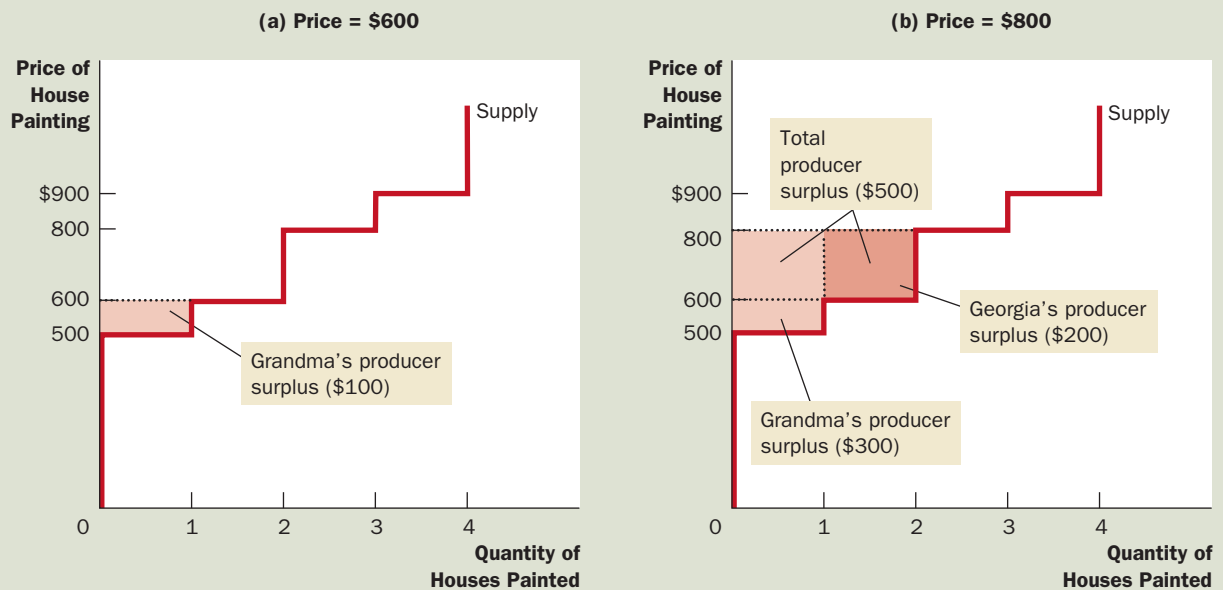 (a) Price = $600
Price of
House
Painting
Supply
$900
800
600
500
Grandma's producer
surplus ($100)
0
1
2
3
4
Quantity of
Houses Painted
(b) Price = $800
Price of
House
Painting
Supply
Total
producer
surplus ($500)
$900
800
600
500
Georgia's producer
surplus ($200)
Grandma's producer
surplus ($300)
0
1
2
3
4
Quantity of
Houses Painted